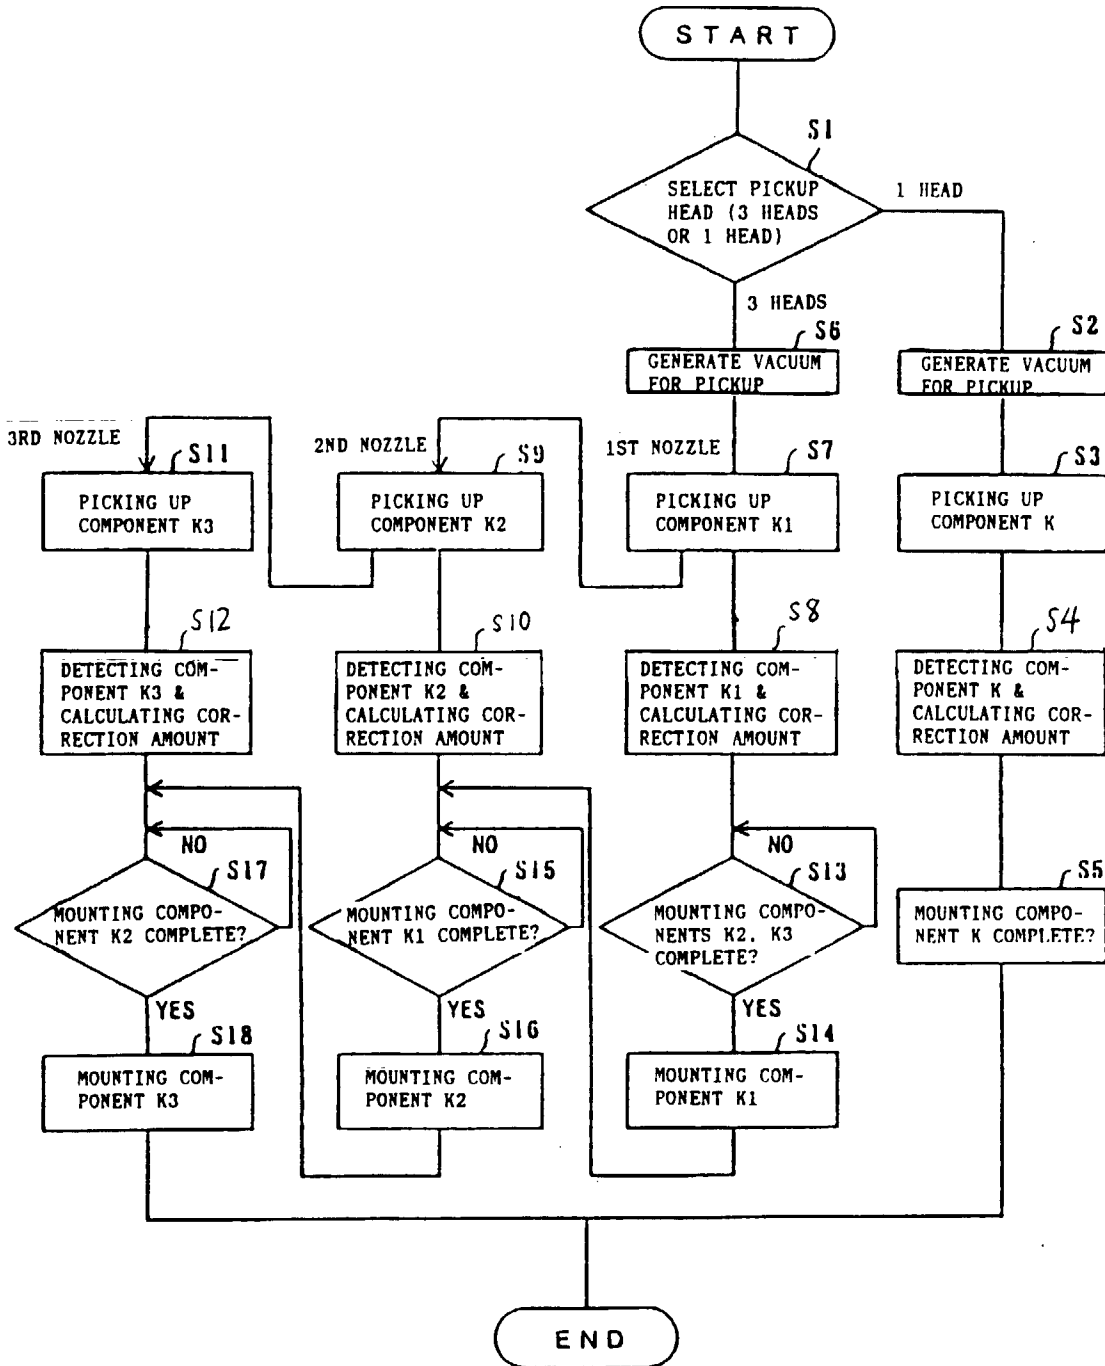 START
S1
SELECT PICKUP
HEAD (3 HEADS
OR 1 HEAD)
1 HEAD
3 HEADS
S6
GENERATE VACUUM
FOR PICKUP
S2
GENERATE VACUUM
FOR PICKUP
3RD NOZZLE
S11
PICKING UP
COMPONENT K3
2ND NOZZLE
S9
PICKING UP
COMPONENT K2
1ST NOZZLE
S7
PICKING UP
COMPONENT K1
S3
PICKING UP
COMPONENT K
S12
DETECTING COM-
PONENT K3 &
CALCULATING COR-
RECTION AMOUNT
S10
DETECTING COM-
PONENT K2 &
CALCULATING COR-
RECTION AMOUNT
S8
DETECTING COM-
PONENT K1 &
CALCULATING COR-
RECTION AMOUNT
S4
DETECTING COM-
PONENT K &
CALCULATING COR-
RECTION AMOUNT
NO
S17
MOUNTING COMPO-
NENT K2 COMPLETE?
YES
NO
S15
MOUNTING COMPO-
NENT K1 COMPLETE?
YES
NO
S13
MOUNTING COMPO-
NENTS K2. K3
COMPLETE?
YES
S5
MOUNTING COMPO-
NENT K COMPLETE?
S18
MOUNTING COM-
PONENT K3
S16
MOUNTING COM-
PONENT K2
S14
MOUNTING COM-
PONENT K1
END